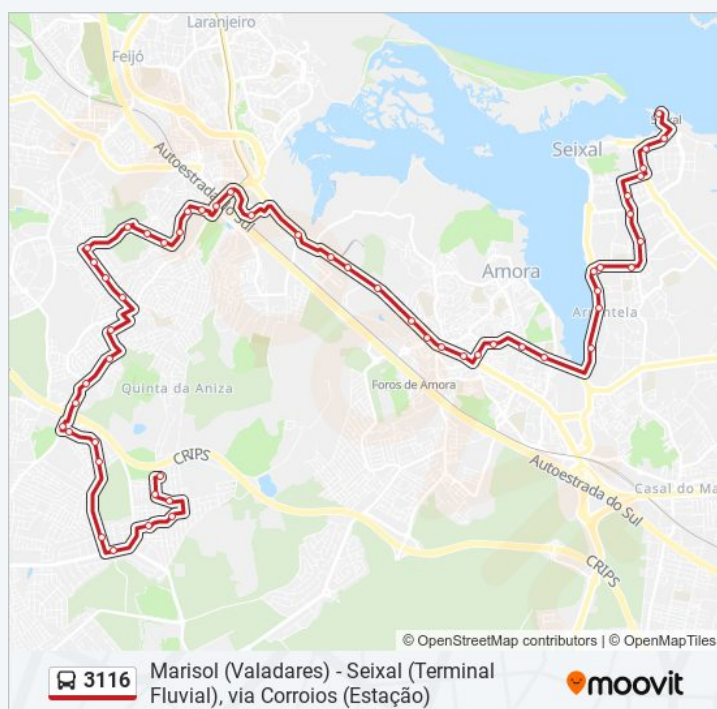 Laranjeiro
Feijó
Autoestrada do Sul
Seixal
Amora
Quinta da Aniza
Foros de Amora
CRIPS
Autoestrada do Sul
Casal do Ma
CRIPS
© OpenStreetMap contributors | © OpenMapTiles
3116
Marisol (Valadares) - Seixal (Terminal
Fluvial), via Corroios (Estação)
moovit